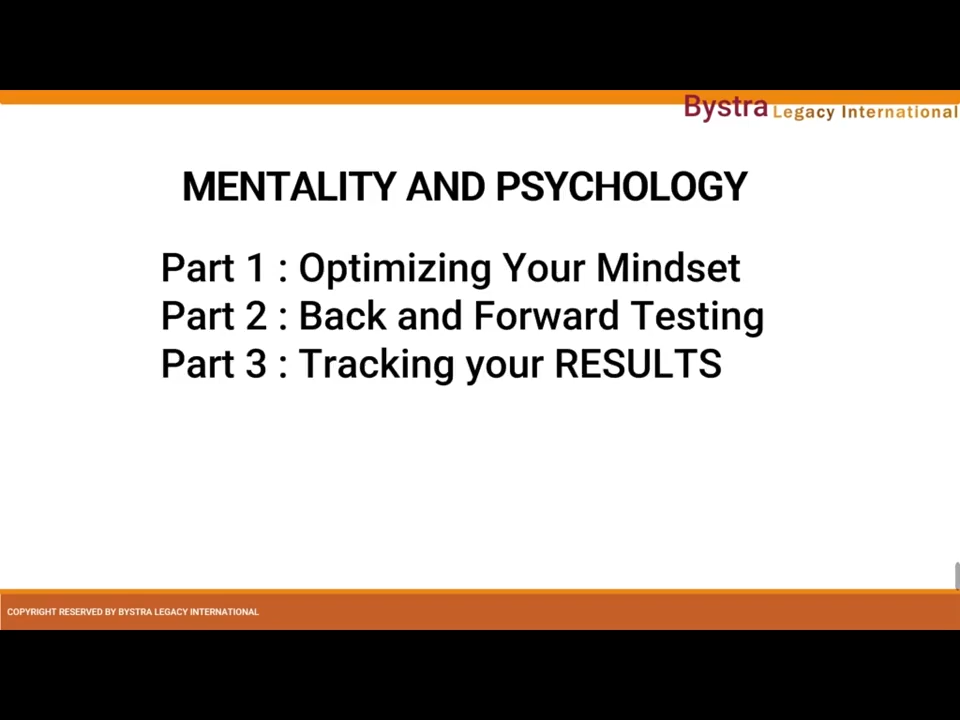 Bystra Legacy International
MENTALITY AND PSYCHOLOGY
Part 1 : Optimizing Your Mindset
Part 2 : Back and Forward Testing
Part 3 : Tracking your RESULTS
COPYRIGHT RESERVED BY BYSTRA LEGACY INTERNATIONAL